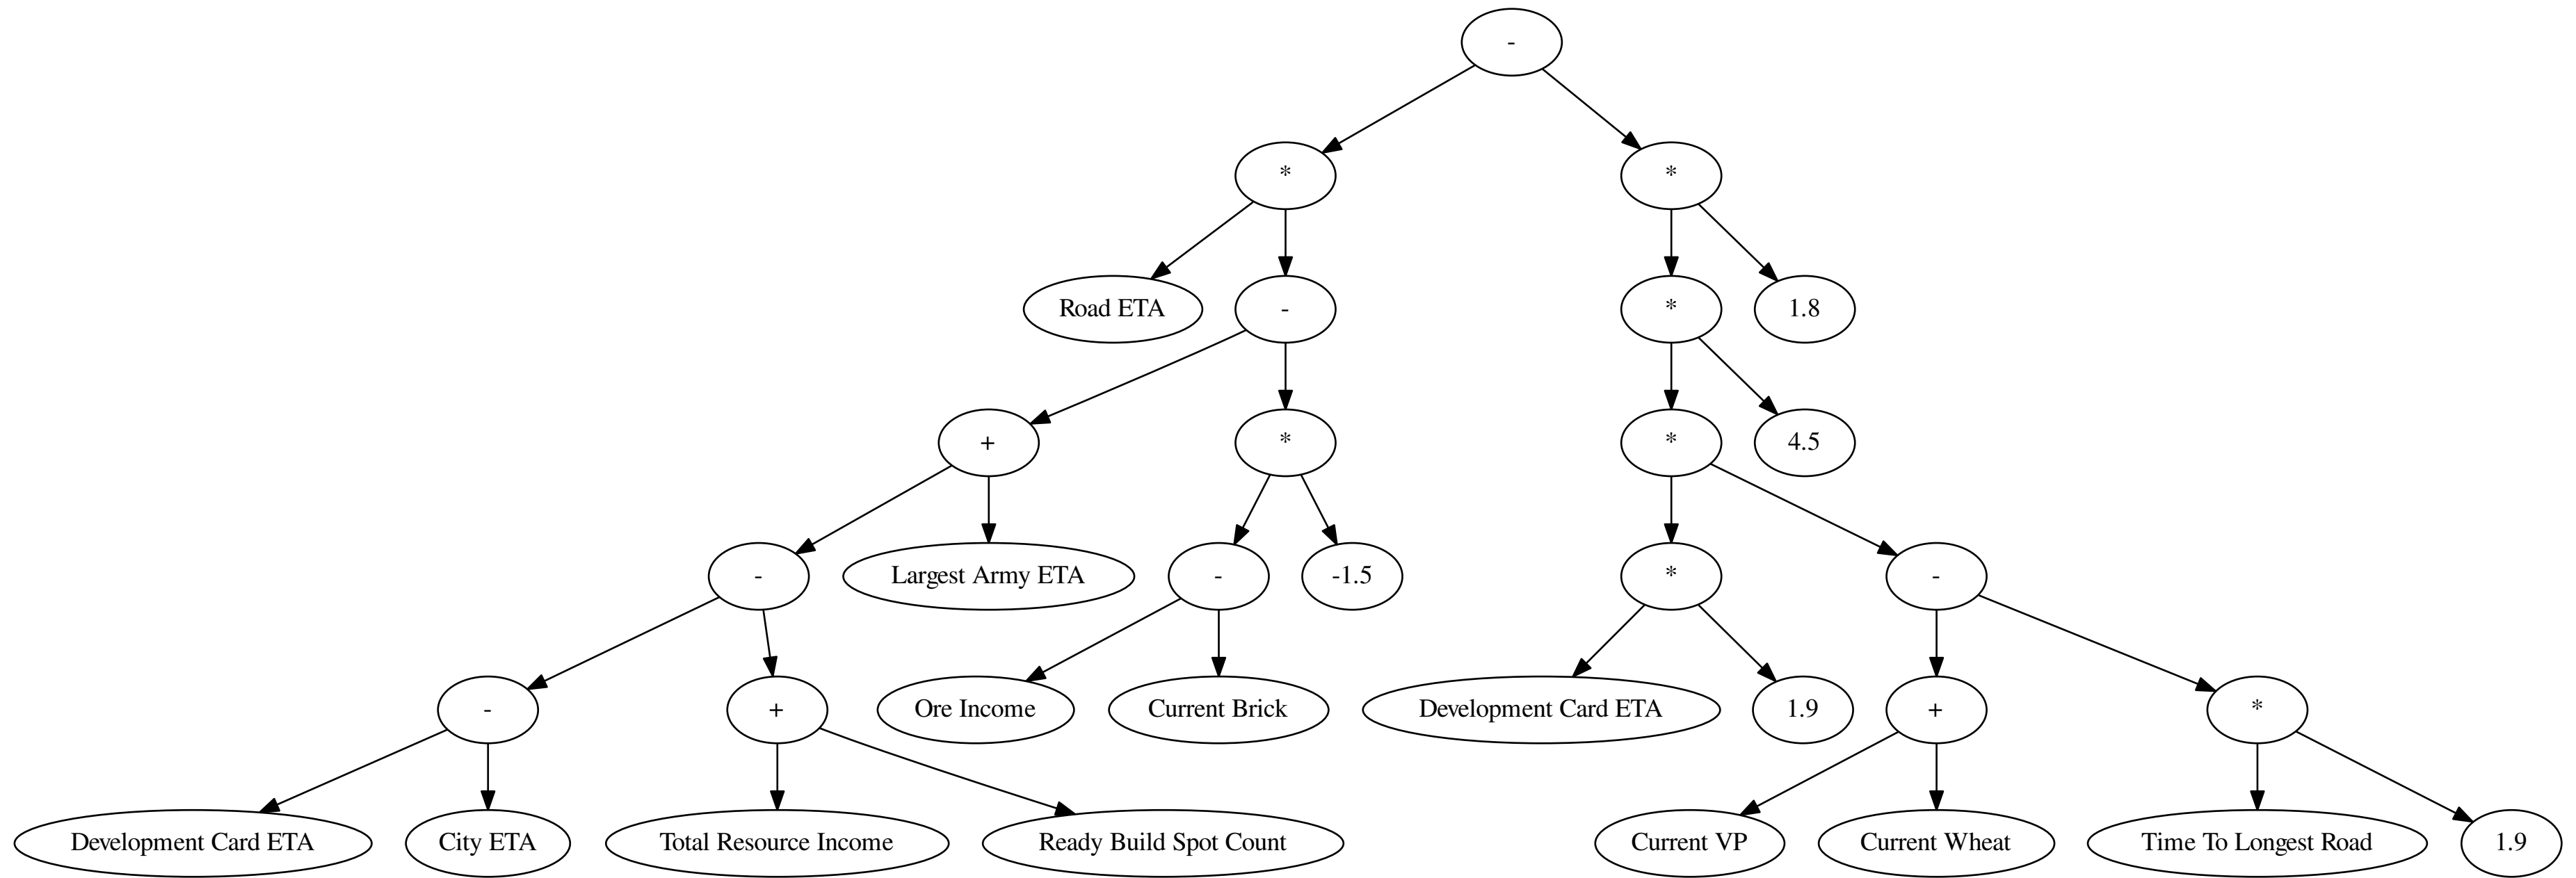 -
* *
Road ETA - * 1.8
+ * * 4.5
- Largest Army ETA - -1.5 * -
- + Ore Income Current Brick Development Card ETA 1.9 + *
Development Card ETA City ETA Total Resource Income Ready Build Spot Count Current VP Current Wheat Time To Longest Road 1.9